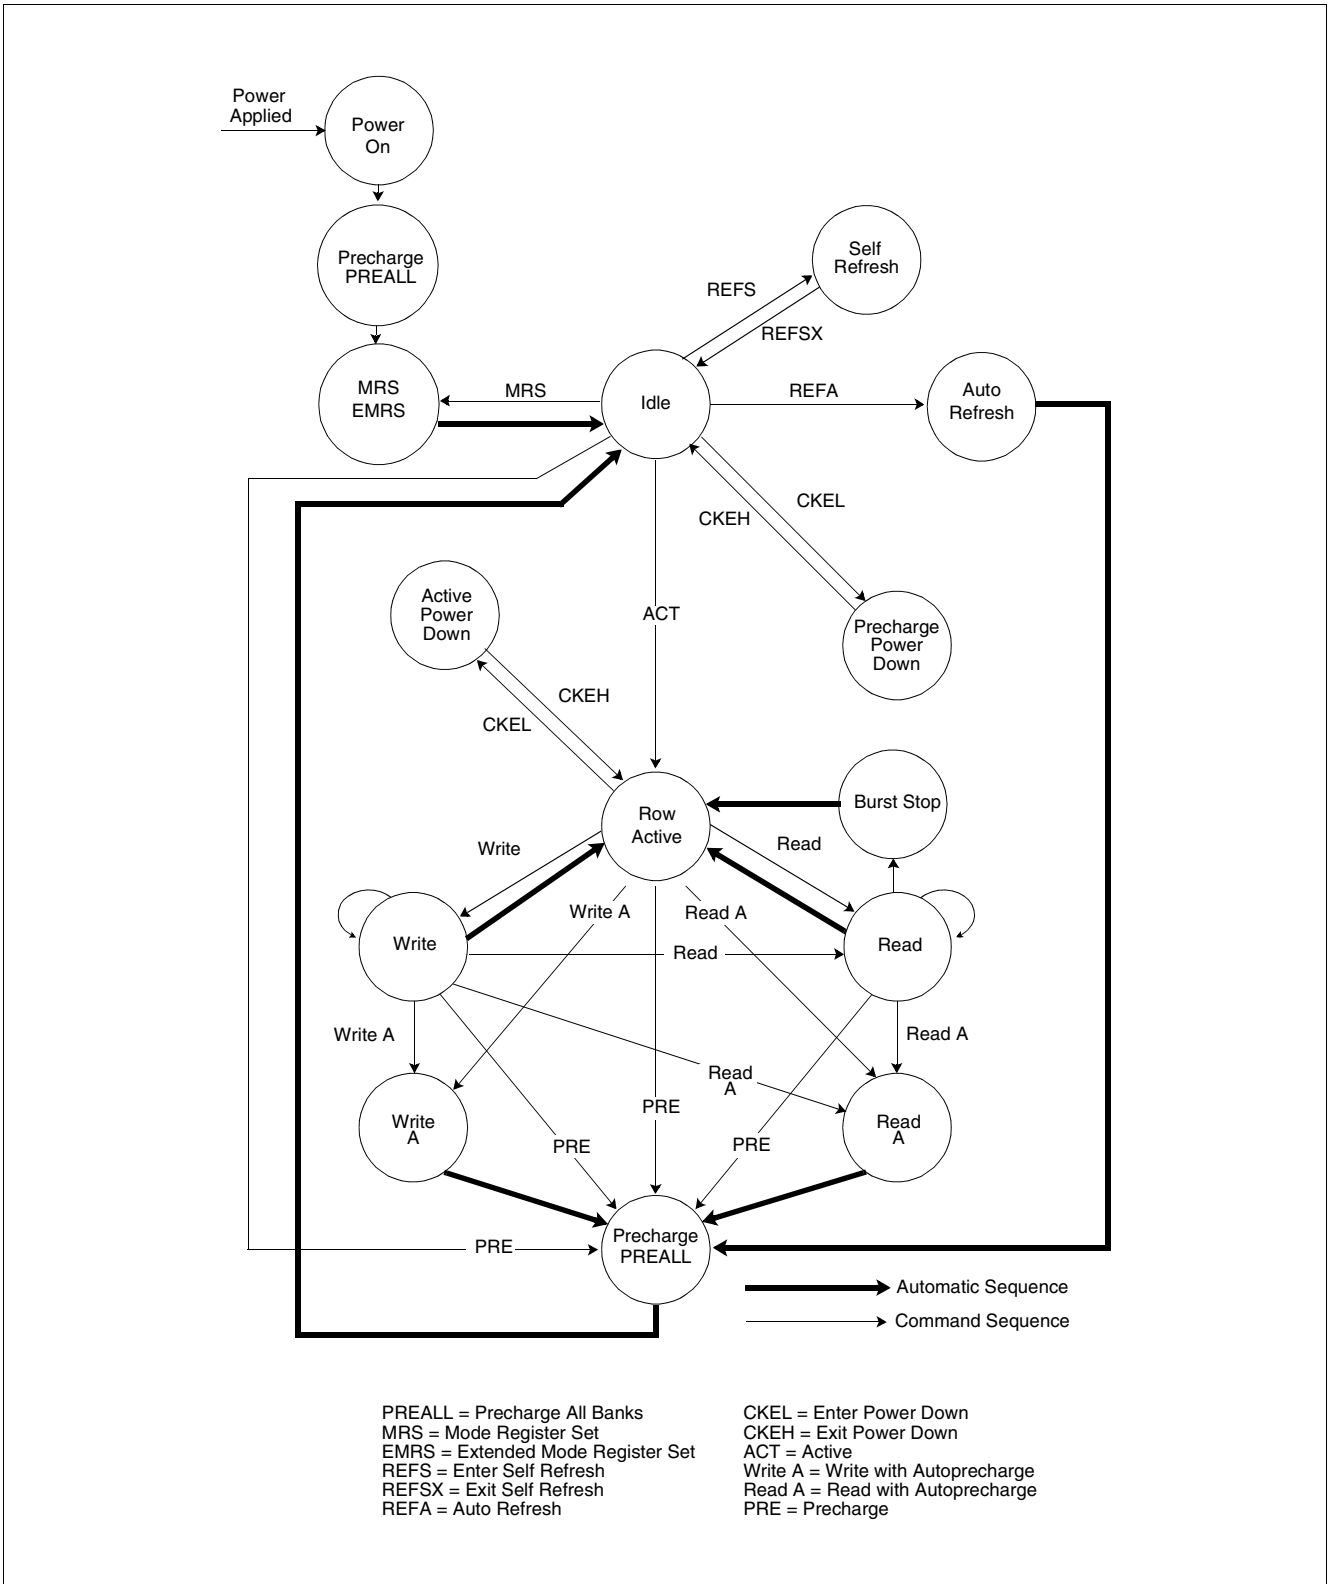 Power
Applied
Power
On
Precharge
PREALL
Self
Refresh
REFS
REFSX
MRS
EMRS
MRS
Idle
REFA
Auto
Refresh
CKEL
CKEH
Active
Power
Down
ACT
Precharge
Power
Down
CKEH
CKEL
Row
Active
Burst Stop
Write
Read
Write A
Read A
Write
Read
Read
Write A
Read A
Read
A
Write
A
PRE
Read
A
PRE
PRE
Precharge
PREALL
PRE
Automatic Sequence
Command Sequence
PREALL = Precharge All Banks
MRS = Mode Register Set
EMRS = Extended Mode Register Set
REFS = Enter Self Refresh
REFSX = Exit Self Refresh
REFA = Auto Refresh
CKEL = Enter Power Down
CKEH = Exit Power Down
ACT = Active
Write A = Write with Autoprecharge
Read A = Read with Autoprecharge
PRE = Precharge